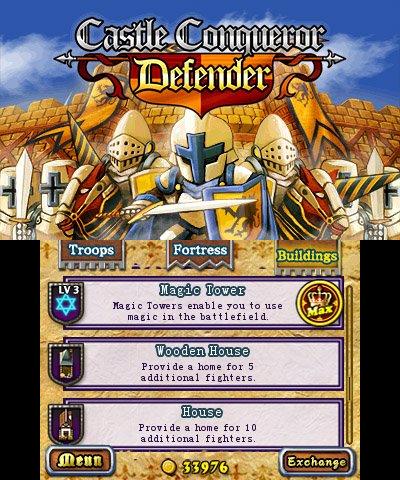 Castle Conqueror
Defender
Troops
Fortress
Buildings
LV 3
Magic Tower
Magic Towers enable you to use
magic in the battlefield.
Max
Wooden House
Provide a home for 5
additional fighters.
House
Provide a home for 10
additional fighters.
Menu
33976
Exchange